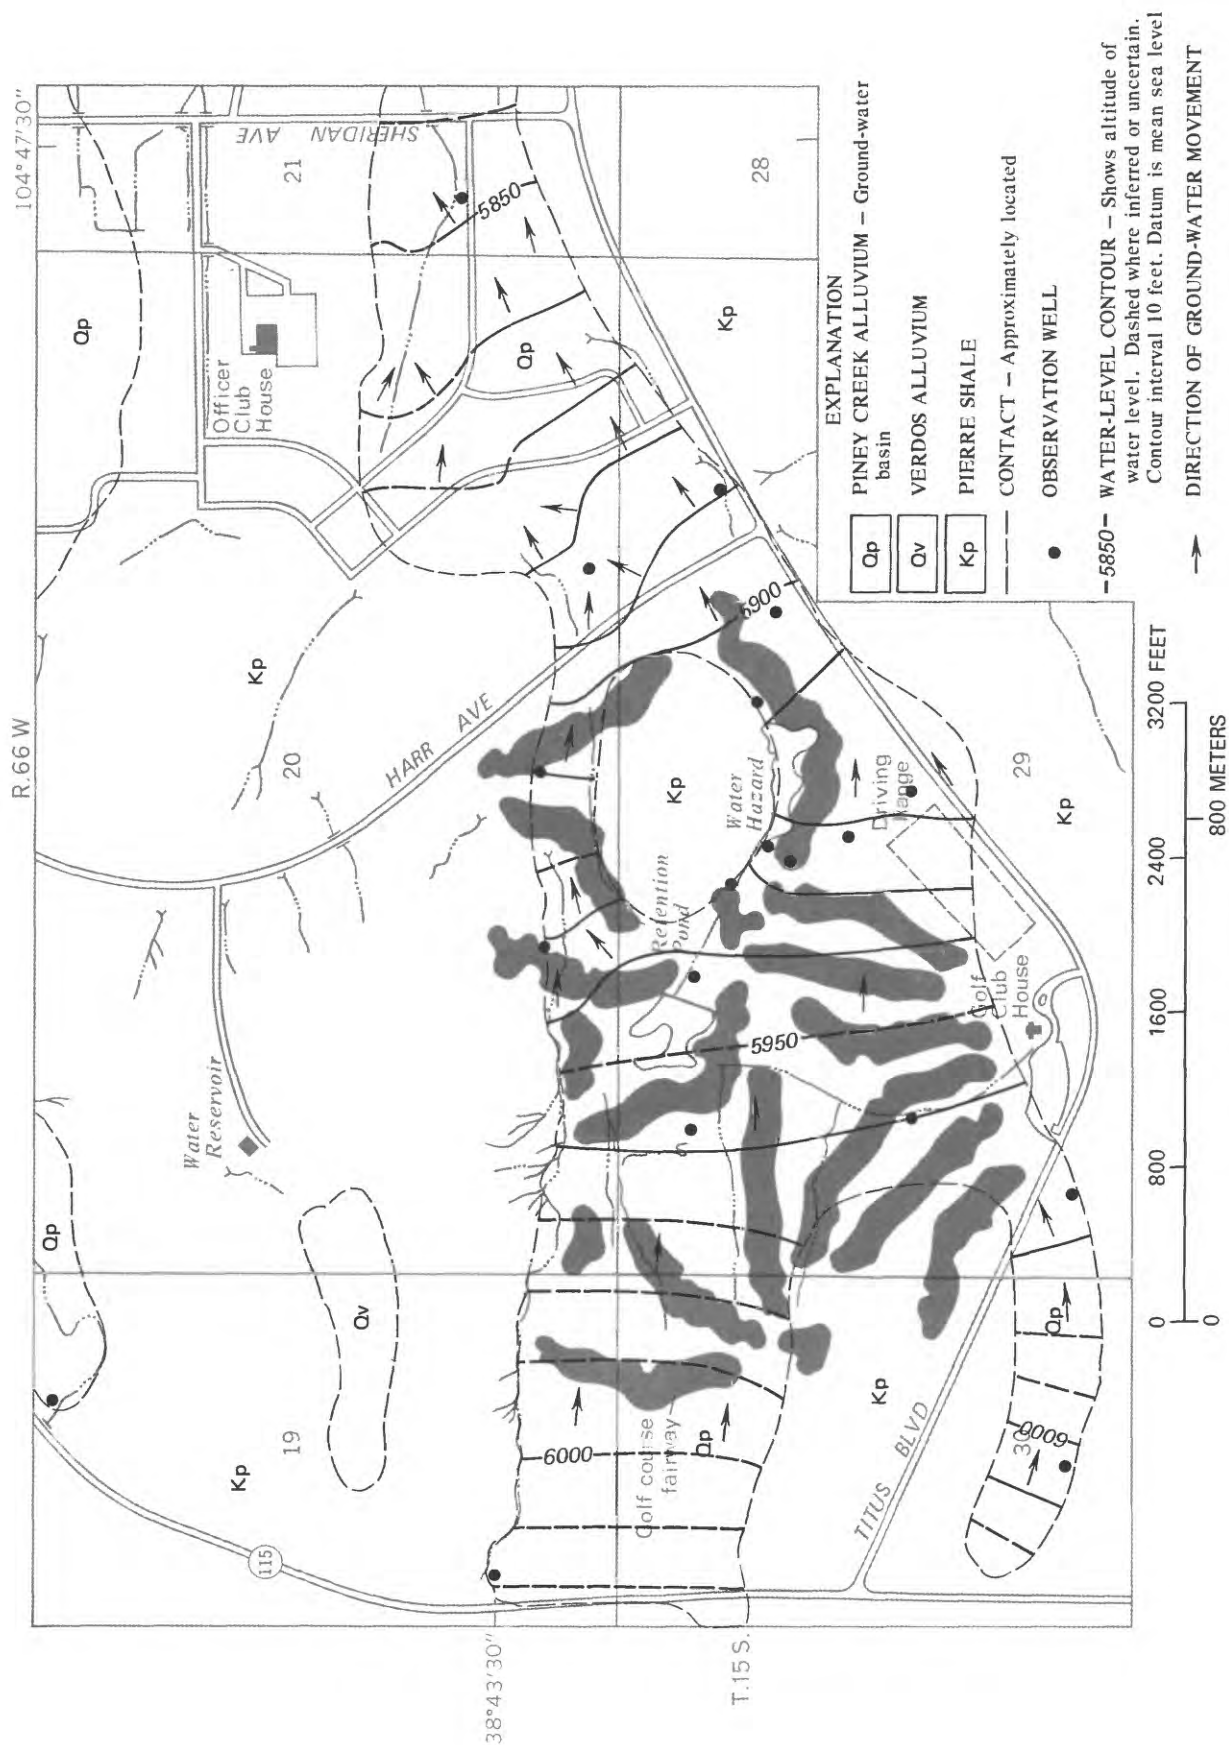 R.66 W
104°47'30"
38°43'30"
T.15 S.
115
19
Kp
Qp
Qv
Water
Reservoir
20
Kp
HARR AVE
Qp
Officer
Club
House
21
SHERIDAN
AVE
5850
Qp
28
Kp
5900
Kp
Water
Hazard
Retention
Pond
Driving
Range
29
Kp
Golf
Club
House
5950
6000
Golf course
fairway
Qp
Kp
TITUS BLVD
30
6000
Qp
EXPLANATION
Qp PINEY CREEK ALLUVIUM – Ground-water
basin
Qv VERDOS ALLUVIUM
Kp PIERRE SHALE
CONTACT – Approximately located
OBSERVATION WELL
–5850– WATER-LEVEL CONTOUR – Shows altitude of
water level. Dashed where inferred or uncertain.
Contour interval 10 feet. Datum is mean sea level
DIRECTION OF GROUND-WATER MOVEMENT
0 800 1600 2400 3200 FEET
0 800 METERS